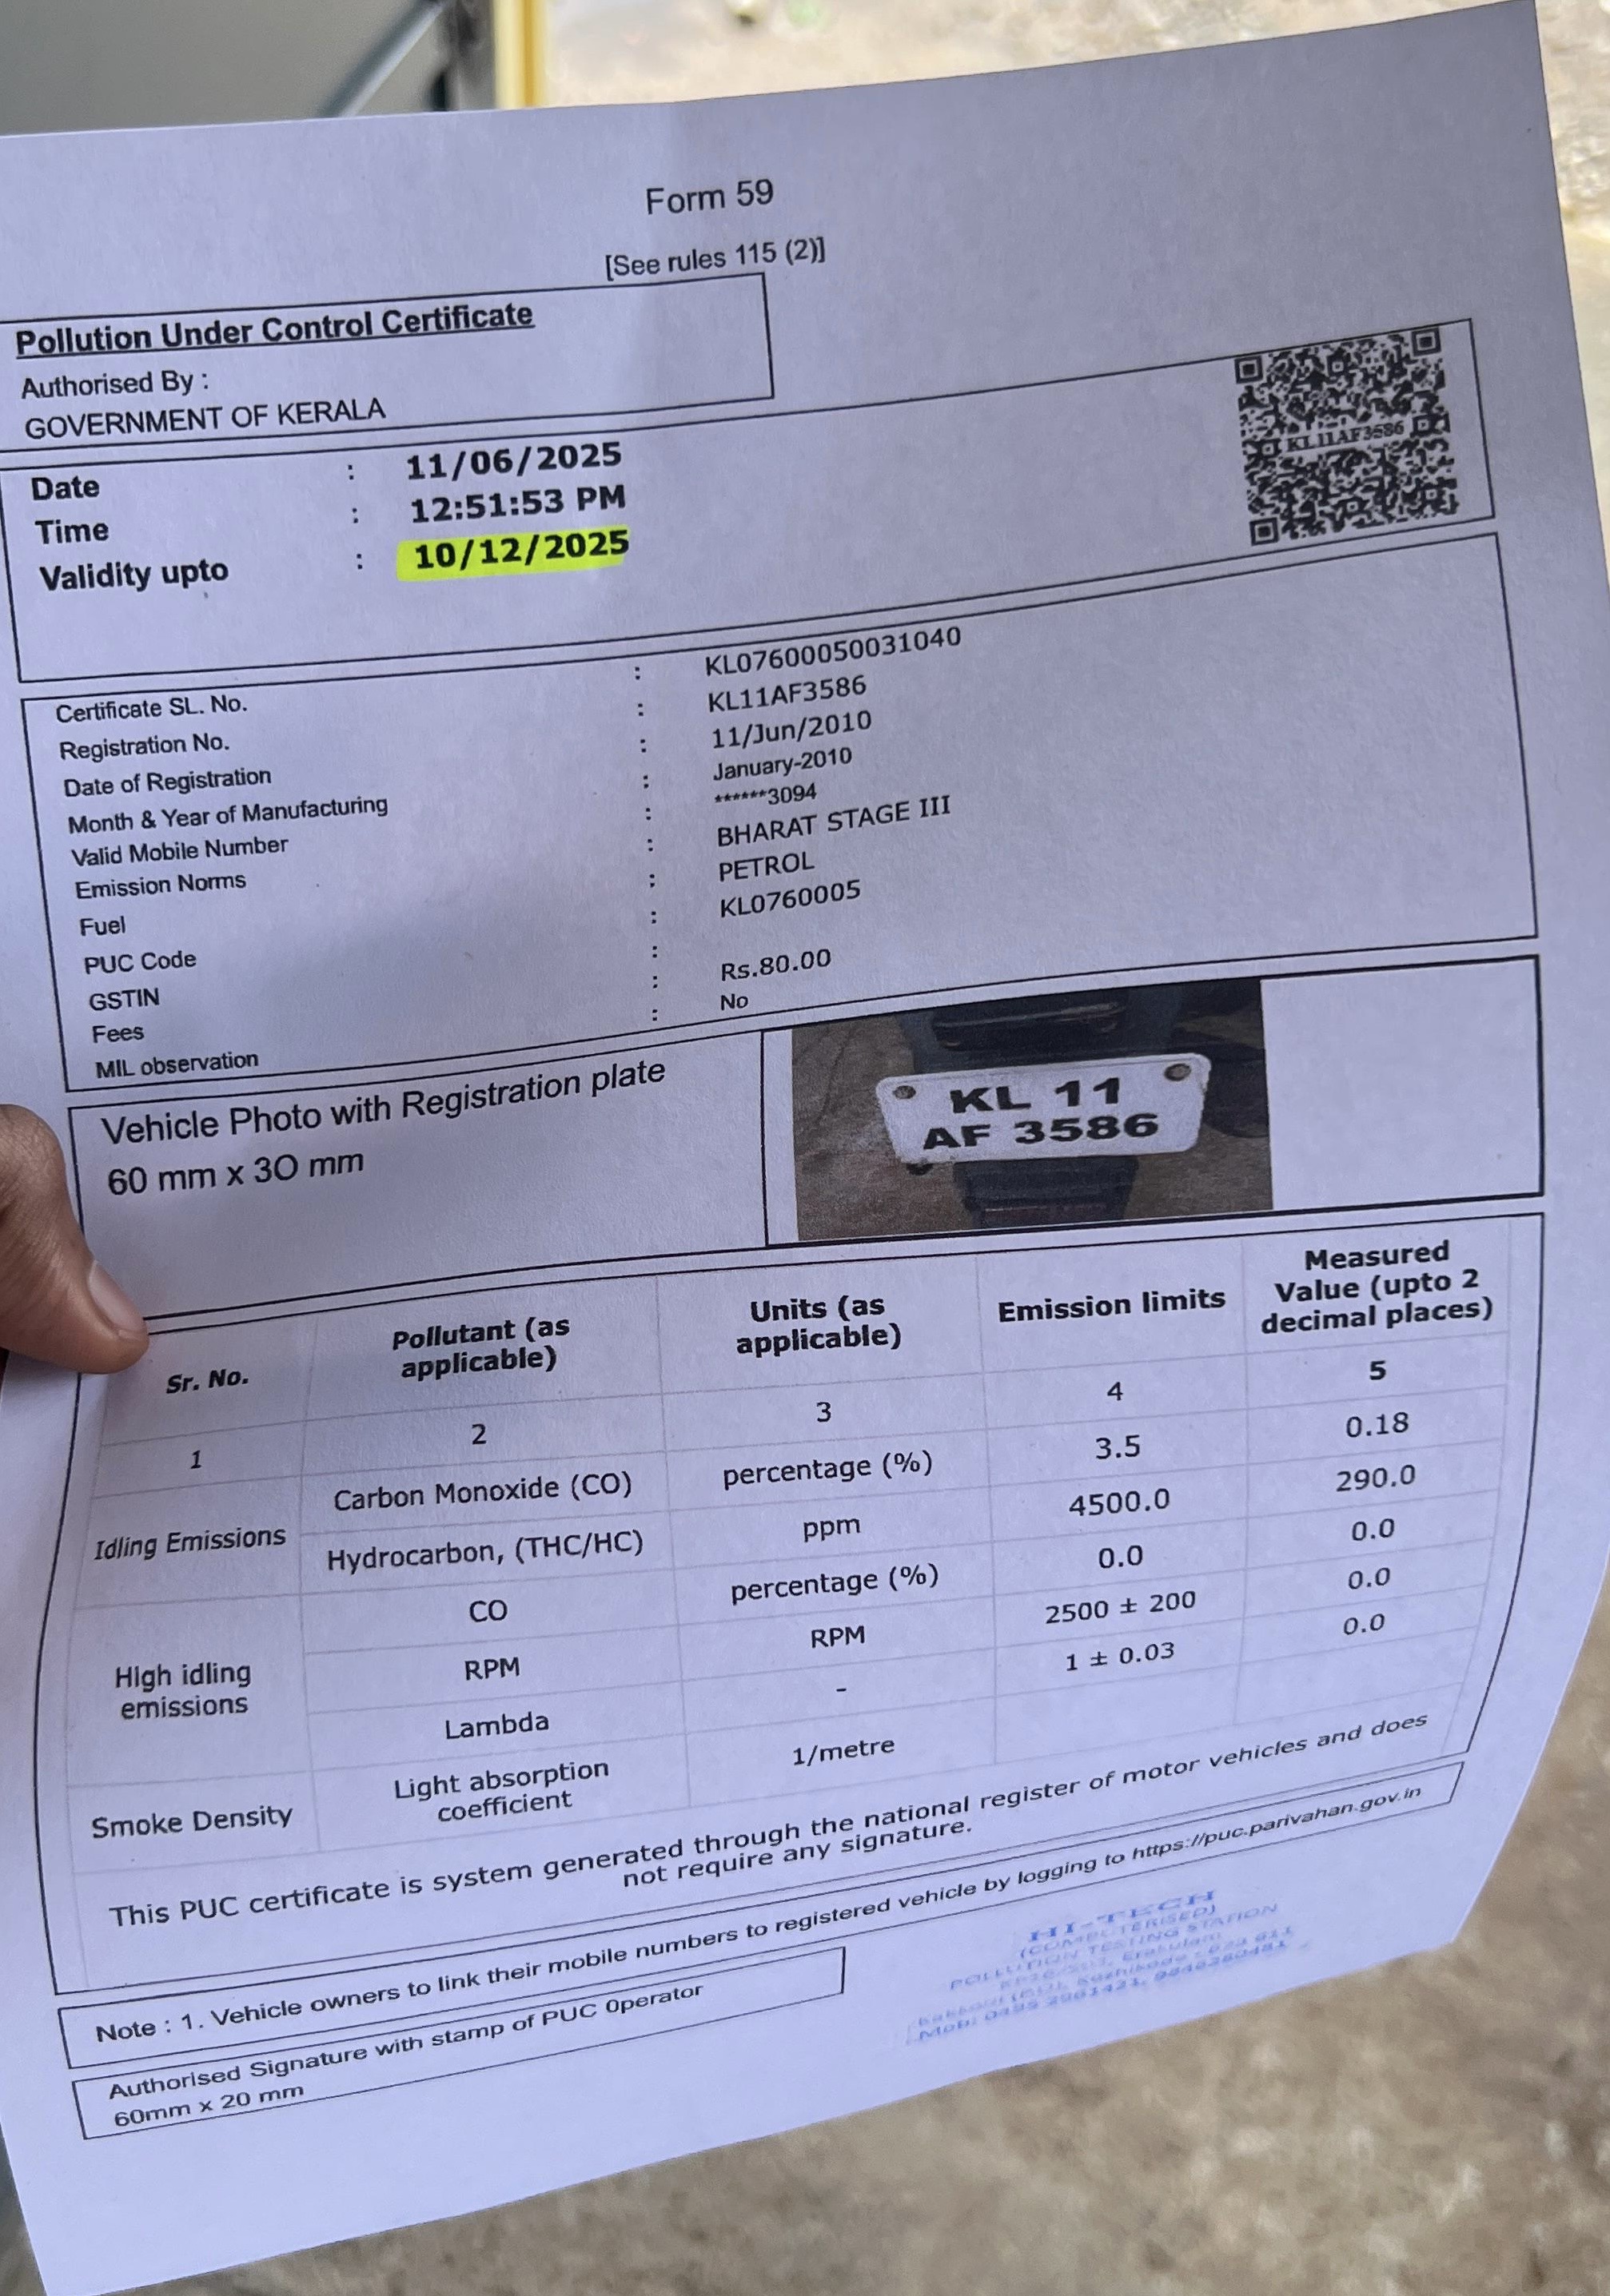 Form 59
[See rules 115 (2)]
Pollution Under Control Certificate
Authorised By :
GOVERNMENT OF KERALA
KL11AF3586
Date : 11/06/2025
Time : 12:51:53 PM
Validity upto : 10/12/2025
Certificate SL. No. : KL07600050031040
Registration No. : KL11AF3586
Date of Registration : 11/Jun/2010
Month & Year of Manufacturing : January-2010
Valid Mobile Number : ******3094
Emission Norms : BHARAT STAGE III
Fuel : PETROL
PUC Code : KL0760005
GSTIN :
Fees : Rs.80.00
MIL observation : No
Vehicle Photo with Registration plate
60 mm x 30 mm
KL 11
AF 3586
Sr. No. Pollutant (as applicable) Units (as applicable) Emission limits Measured Value (upto 2 decimal places)
1 2 3 4 5
Idling Emissions Carbon Monoxide (CO) percentage (%) 3.5 0.18
Hydrocarbon, (THC/HC) ppm 4500.0 290.0
High idling emissions CO percentage (%) 0.0 0.0
RPM RPM 2500 ± 200 0.0
Lambda - 1 ± 0.03 0.0
Smoke Density Light absorption coefficient 1/metre
This PUC certificate is system generated through the national register of motor vehicles and does
not require any signature.
Note : 1. Vehicle owners to link their mobile numbers to registered vehicle by logging to https://puc.parivahan.gov.in
Authorised Signature with stamp of PUC Operator
60mm x 20 mm
HI-TECH
(COMPUTERISED)
POLLUTION TESTING STATION